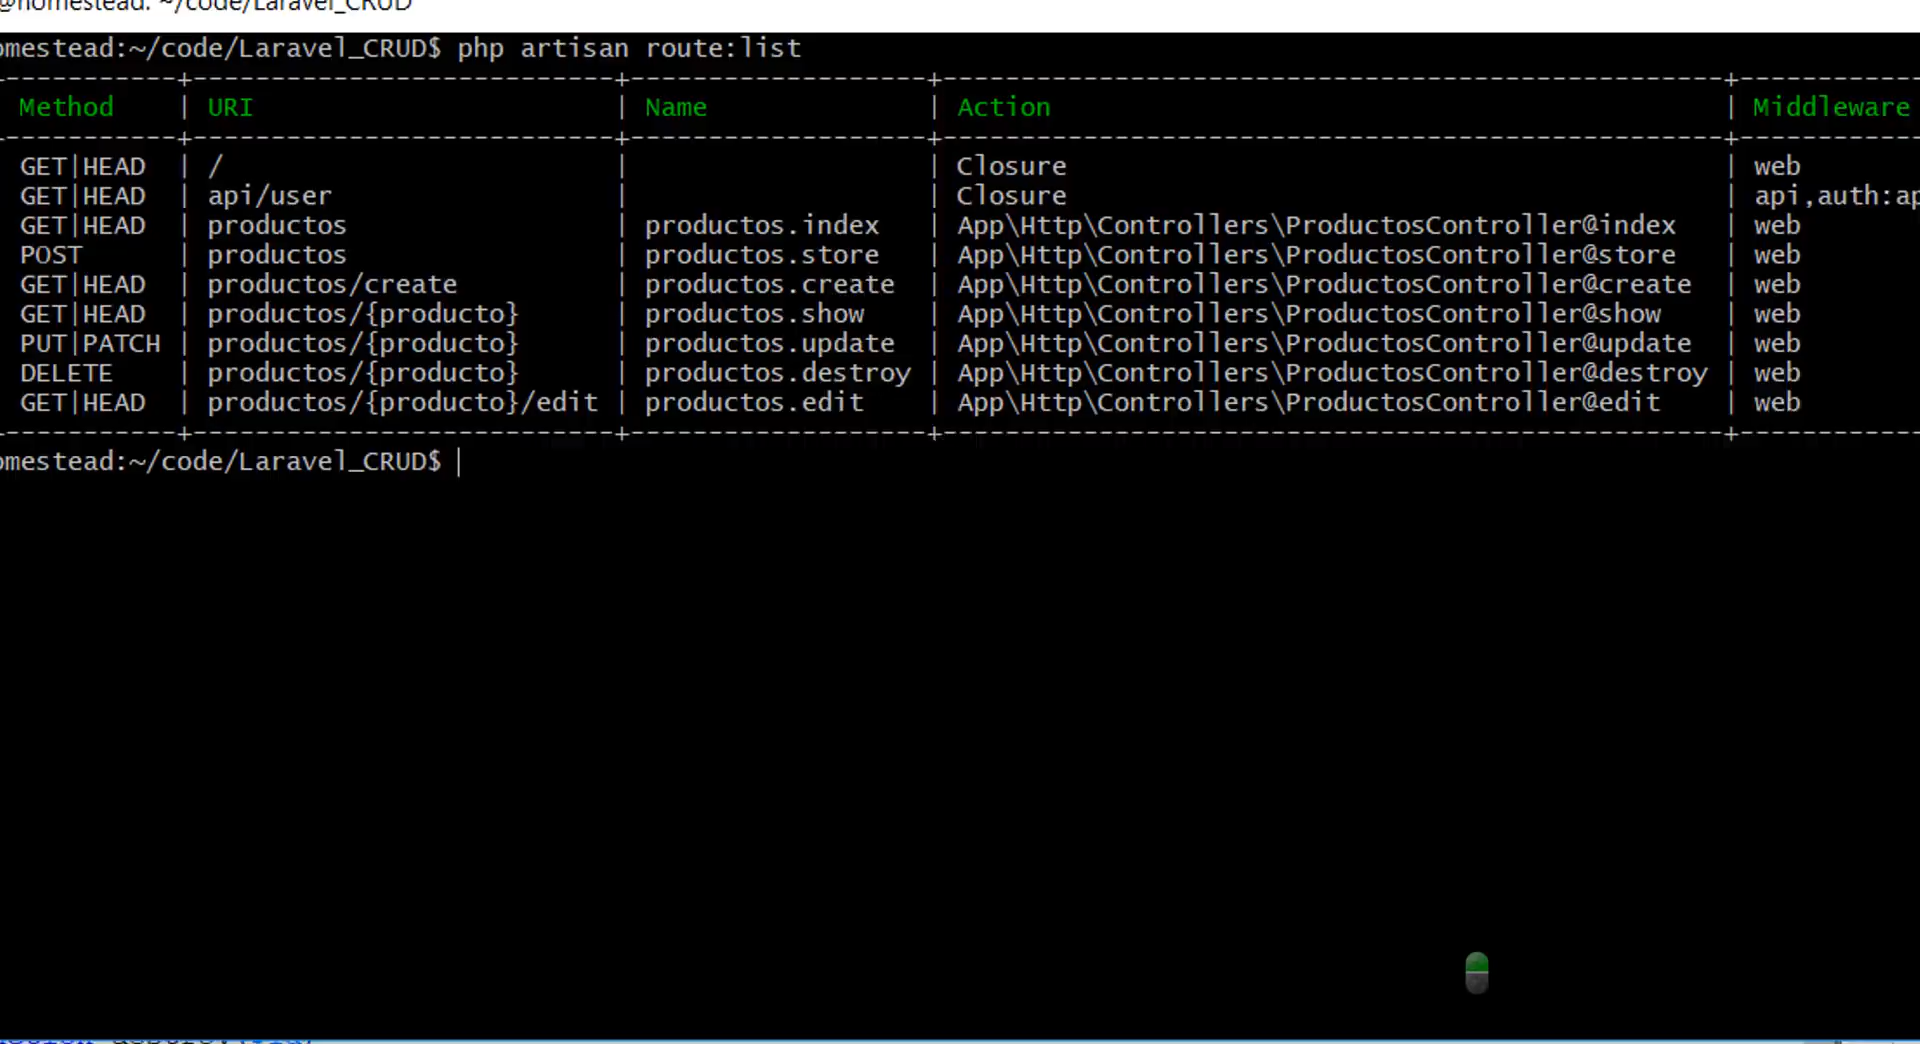 @homestead: ~/code/Laravel_CRUD
omestead:~/code/Laravel_CRUD$ php artisan route:list
Method | URI | Name | Action | Middleware
GET|HEAD | / | | Closure | web
GET|HEAD | api/user | | Closure | api,auth:ap
GET|HEAD | productos | productos.index | App\Http\Controllers\ProductosController@index | web
POST | productos | productos.store | App\Http\Controllers\ProductosController@store | web
GET|HEAD | productos/create | productos.create | App\Http\Controllers\ProductosController@create | web
GET|HEAD | productos/{producto} | productos.show | App\Http\Controllers\ProductosController@show | web
PUT|PATCH | productos/{producto} | productos.update | App\Http\Controllers\ProductosController@update | web
DELETE | productos/{producto} | productos.destroy | App\Http\Controllers\ProductosController@destroy | web
GET|HEAD | productos/{producto}/edit | productos.edit | App\Http\Controllers\ProductosController@edit | web
omestead:~/code/Laravel_CRUD$